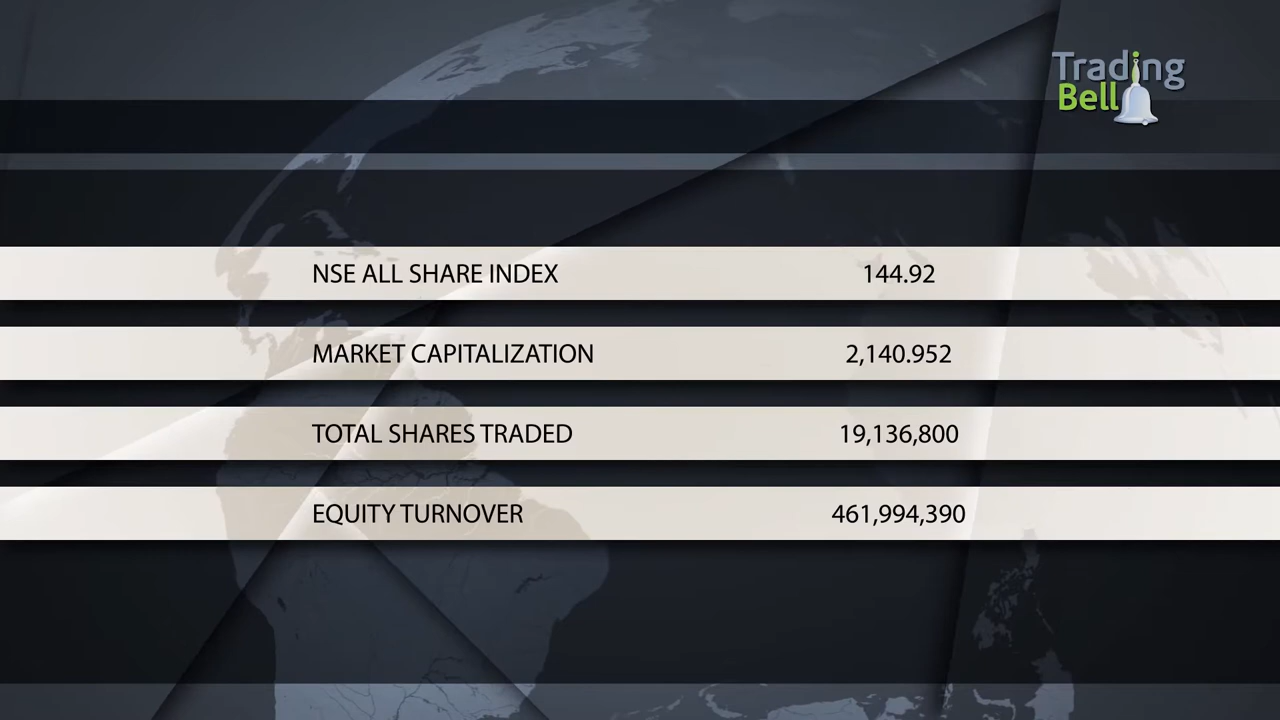 Trading
Bell
NSE ALL SHARE INDEX 144.92
MARKET CAPITALIZATION 2,140.952
TOTAL SHARES TRADED 19,136,800
EQUITY TURNOVER 461,994,390